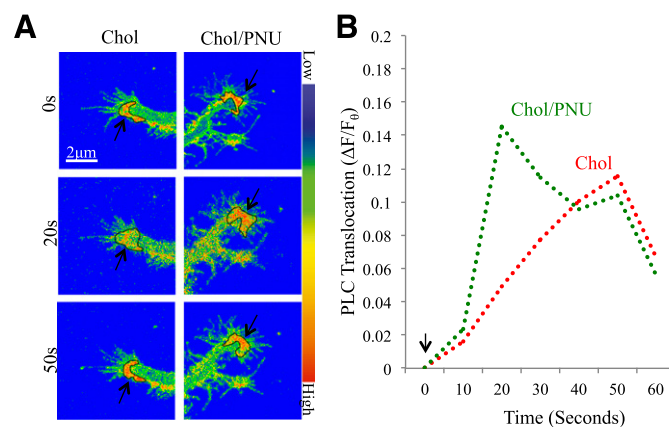 A
Chol
Chol/PNU
0s
2µm
20s
50s
Low
High
B
PLC Translocation (ΔF/F₀)
0.2
0.18
0.16
0.14
0.12
0.1
0.08
0.06
0.04
0.02
0
Chol/PNU
Chol
0 10 20 30 40 50 60
Time (Seconds)